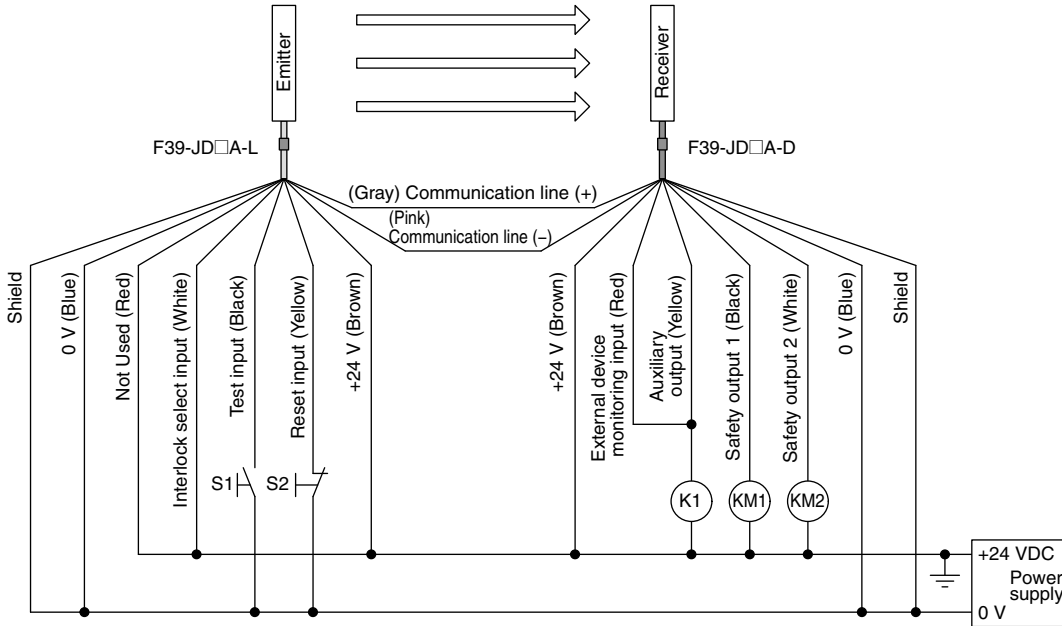 Emitter
Receiver
F39-JD□A-L
F39-JD□A-D
(Gray) Communication line (+)
(Pink)
Communication line (−)
Shield
0 V (Blue)
Not Used (Red)
Interlock select input (White)
Test input (Black)
Reset input (Yellow)
+24 V (Brown)
+24 V (Brown)
External device
monitoring input (Red)
Auxiliary
output (Yellow)
Safety output 1 (Black)
Safety output 2 (White)
0 V (Blue)
Shield
S1
S2
K1
KM1
KM2
+24 VDC
Power
supply
0 V